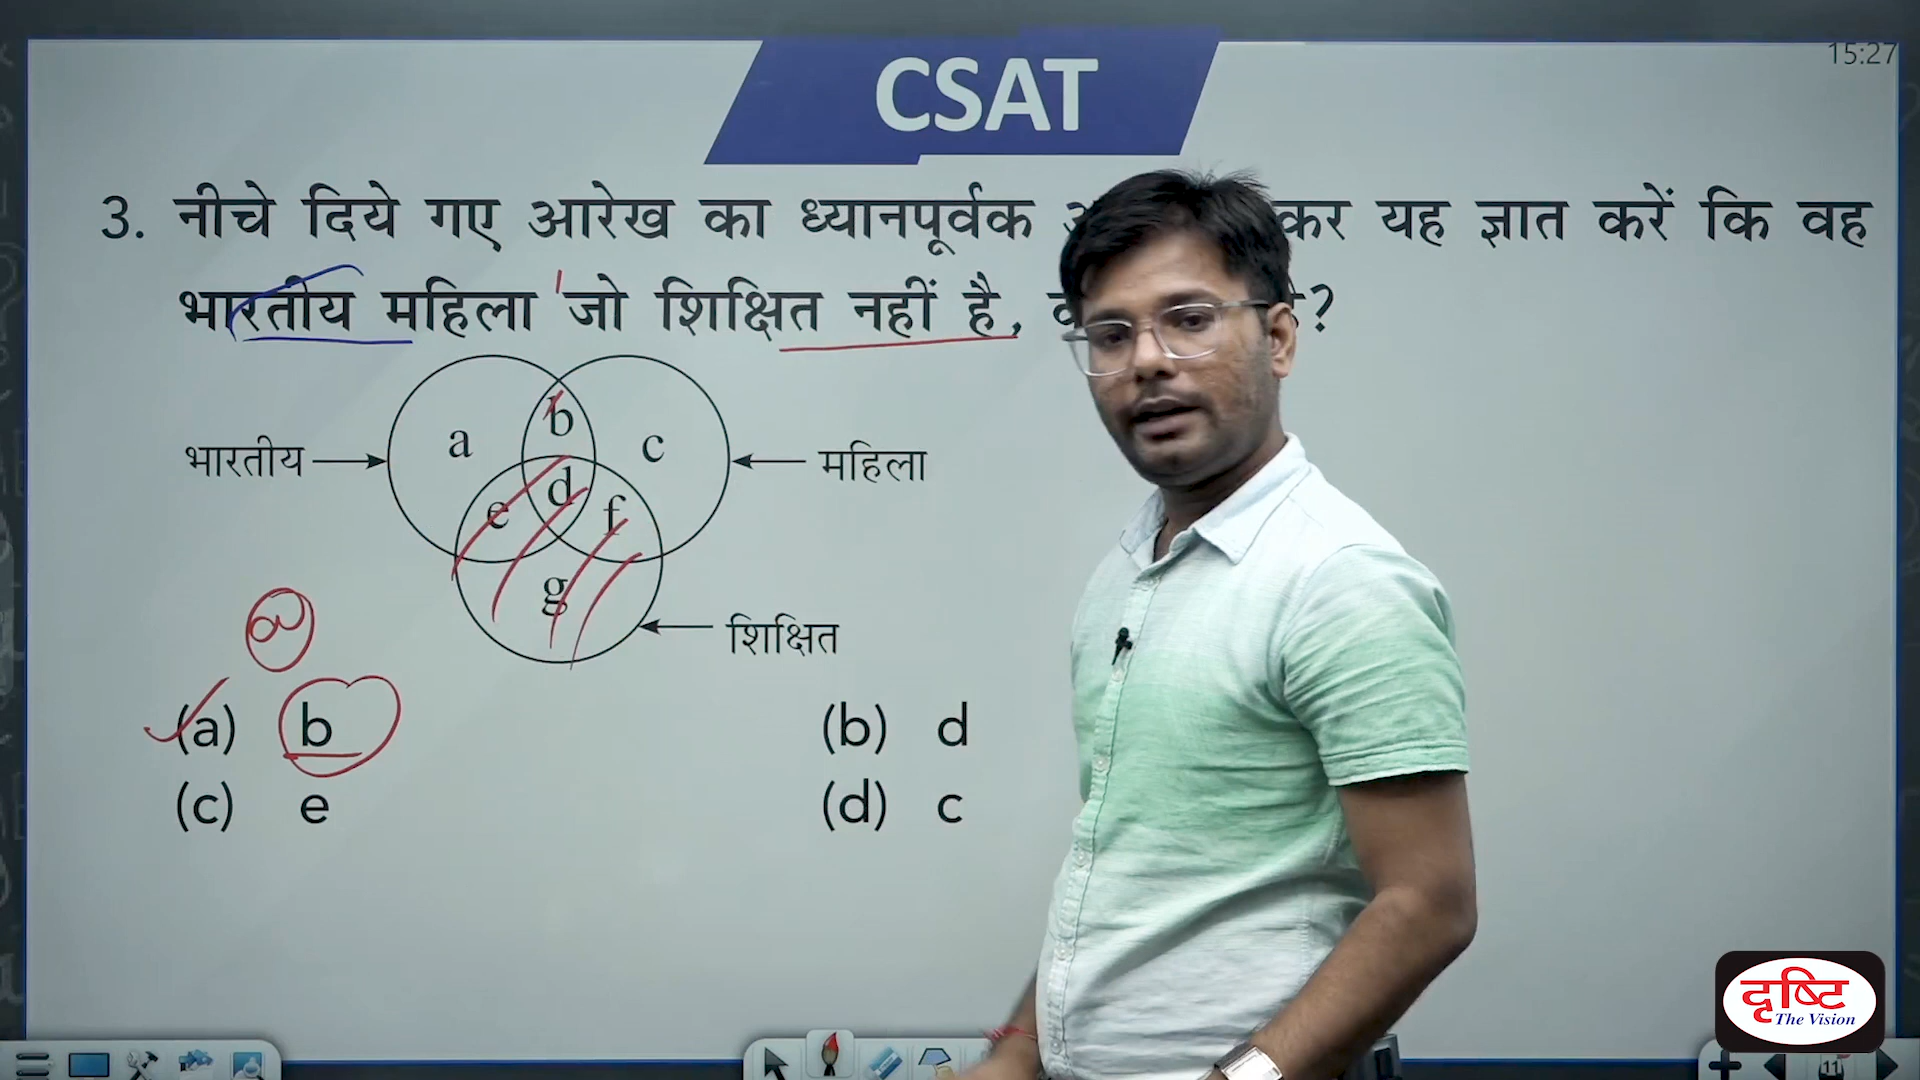 CSAT
15:27
3. नीचे दिये गए आरेख का ध्यानपूर्वक कर यह ज्ञात करें कि वह
भारतीय महिला जो शिक्षित नहीं है, ?
a b c
भारतीय
महिला
e d f
g
शिक्षित
(a) b
(b) d
(c) e
(d) c
दृष्टि
The Vision
11